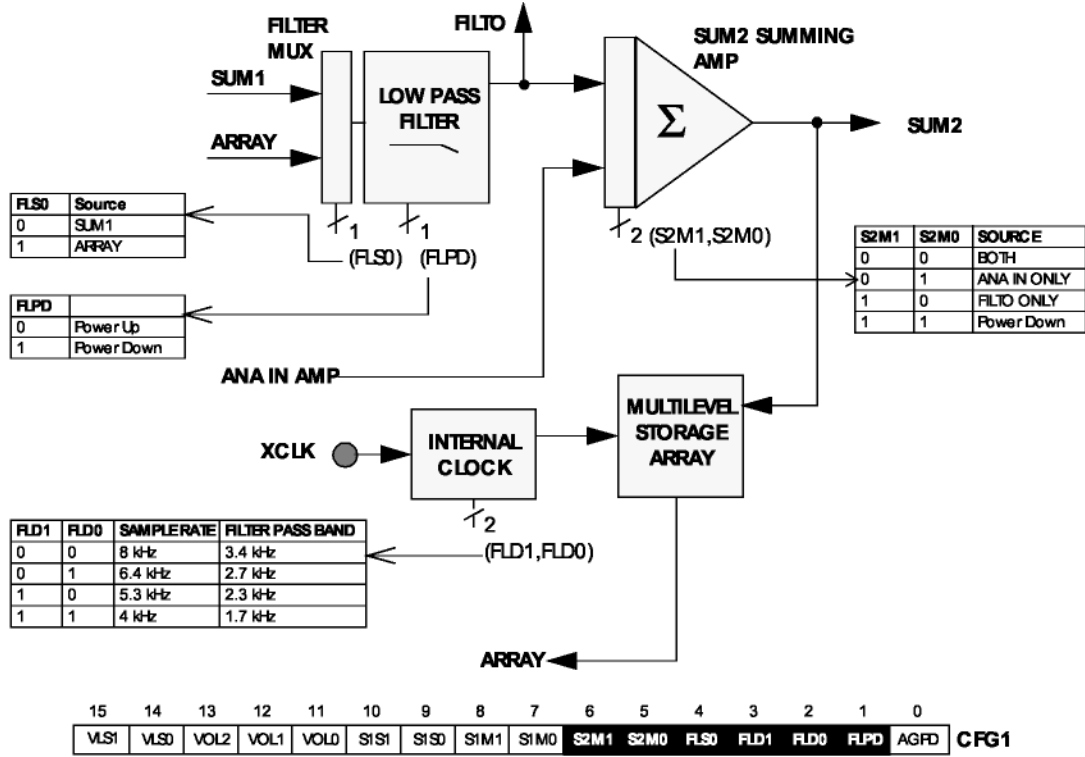 FILTER
MUX
FILTO
SUM2 SUMMING
AMP
SUM1
ARRAY
LOW PASS
FILTER
Σ
SUM2
1
(FLS0)
1
(FLPD)
2 (S2M1,S2M0)
FLS0 Source
0 SUM1
1 ARRAY
FLPD
0 Power Up
1 Power Down
S2M1 S2M0 SOURCE
0 0 BOTH
0 1 ANA IN ONLY
1 0 FILTO ONLY
1 1 Power Down
ANA IN AMP
XCLK
INTERNAL
CLOCK
MULTILEVEL
STORAGE
ARRAY
2
(FLD1,FLD0)
FLD1 FLD0 SAMPLE RATE FILTER PASS BAND
0 0 8 kHz 3.4 kHz
0 1 6.4 kHz 2.7 kHz
1 0 5.3 kHz 2.3 kHz
1 1 4 kHz 1.7 kHz
ARRAY
15 14 13 12 11 10 9 8 7 6 5 4 3 2 1 0
VLS1 VLS0 VOL2 VOL1 VOL0 S1S1 S1S0 S1M1 S1M0 S2M1 S2M0 FLS0 FLD1 FLD0 FLPD AGPD CFG1